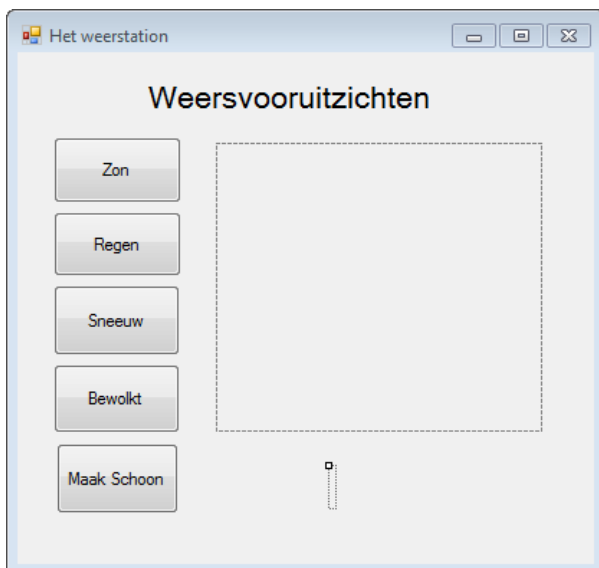 Het weerstation
Weersvooruitzichten
Zon
Regen
Sneeuw
Bewolkt
Maak Schoon